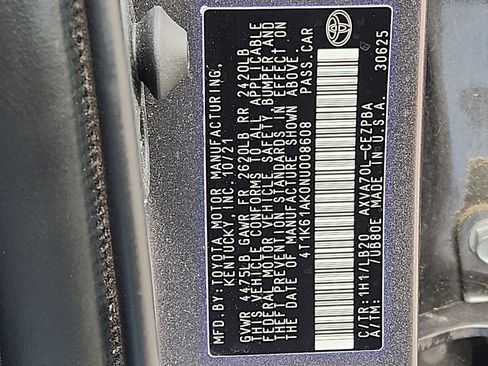 MFD. BY: TOYOTA MOTOR MANUFACTURING,
KENTUCKY, INC. 10/21
GVWR 4475LB GAWR FR 2620LB RR 2420LB
THIS VEHICLE CONFORMS TO ALL APPLICABLE
FEDERAL MOTOR VEHICLE SAFETY, BUMPER AND
THEFT PREVENTION STANDARDS IN EFFECT ON
THE DATE OF MANUFACTURE SHOWN ABOVE.
4T1K61AK0NU008608 PASS.CAR
C/TR: 1H1/LB20 AXVA70L-CEZPBA
A/TM: /UB80E MADE IN U.S.A. 30625